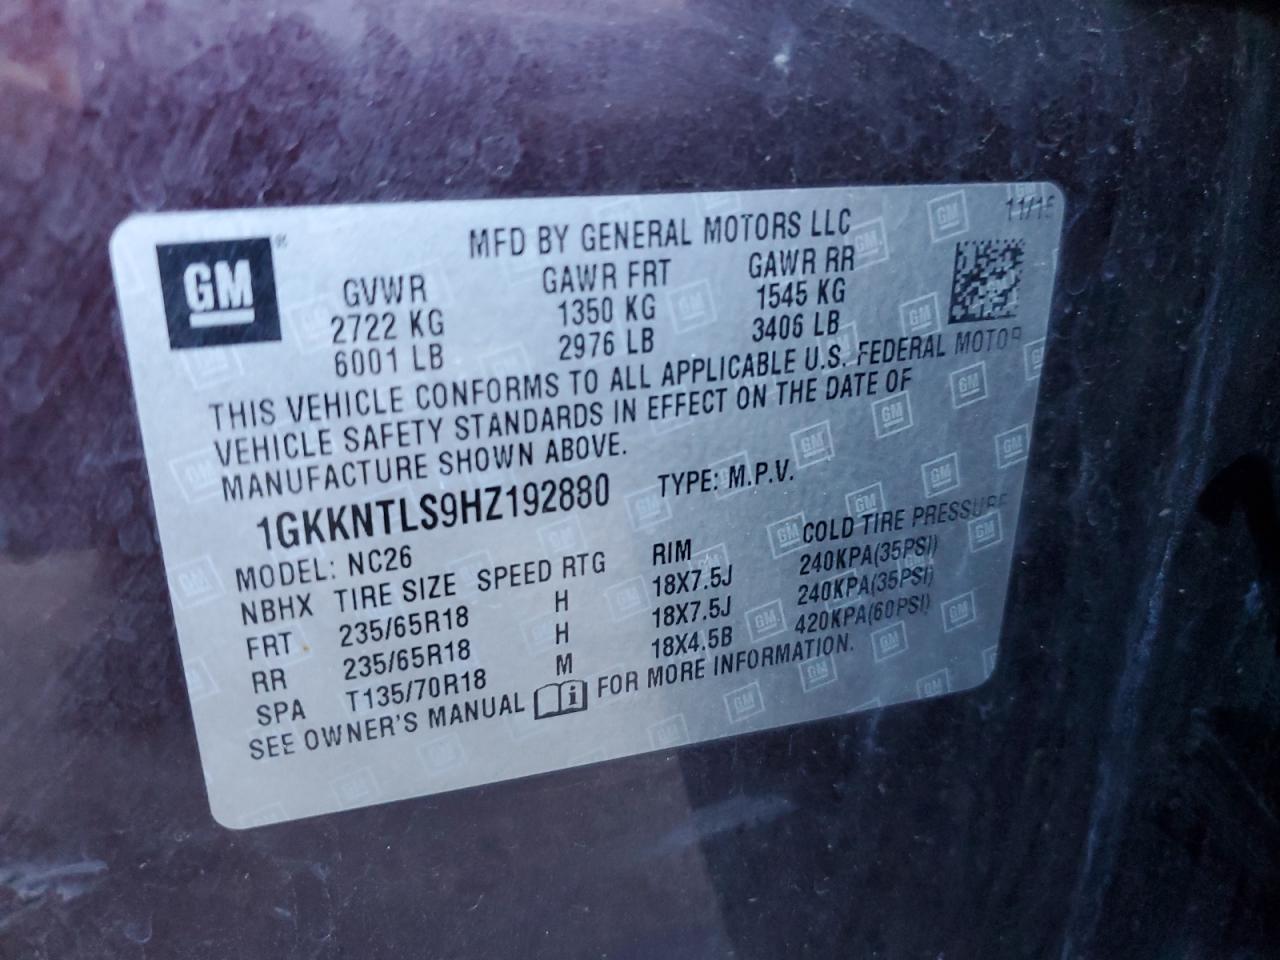 GM
MFD BY GENERAL MOTORS LLC
11/15
GVWR GAWR FRT GAWR RR
2722 KG 1350 KG 1545 KG
6001 LB 2976 LB 3406 LB
THIS VEHICLE CONFORMS TO ALL APPLICABLE U.S. FEDERAL MOTOR
VEHICLE SAFETY STANDARDS IN EFFECT ON THE DATE OF
MANUFACTURE SHOWN ABOVE.
1GKKNTLS9HZ192880 TYPE: M.P.V.
MODEL: NC26
NBHX TIRE SIZE SPEED RTG RIM COLD TIRE PRESSURE
FRT 235/65R18 H 18X7.5J 240KPA(35PSI)
RR 235/65R18 H 18X7.5J 240KPA(35PSI)
SPA T135/70R18 M 18X4.5B 420KPA(60PSI)
SEE OWNER'S MANUAL FOR MORE INFORMATION.